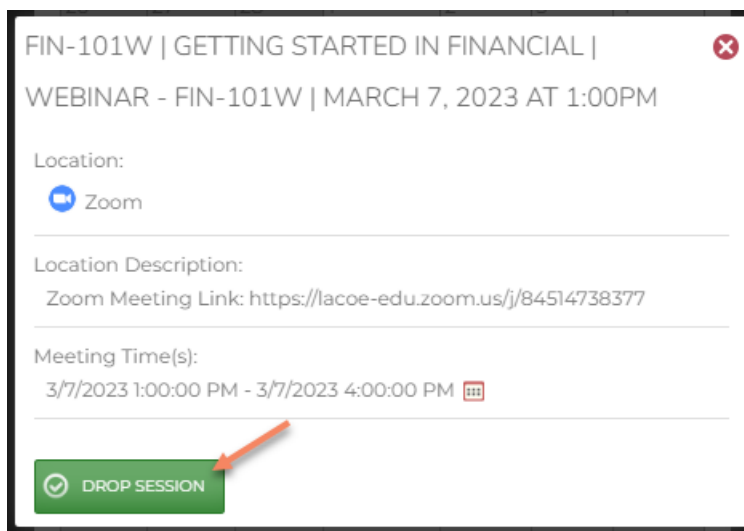 FIN-101W | GETTING STARTED IN FINANCIAL |
WEBINAR - FIN-101W | MARCH 7, 2023 AT 1:00PM
Location:
Zoom
Location Description:
Zoom Meeting Link: https://lacoe-edu.zoom.us/j/84514738377
Meeting Time(s):
3/7/2023 1:00:00 PM - 3/7/2023 4:00:00 PM
DROP SESSION